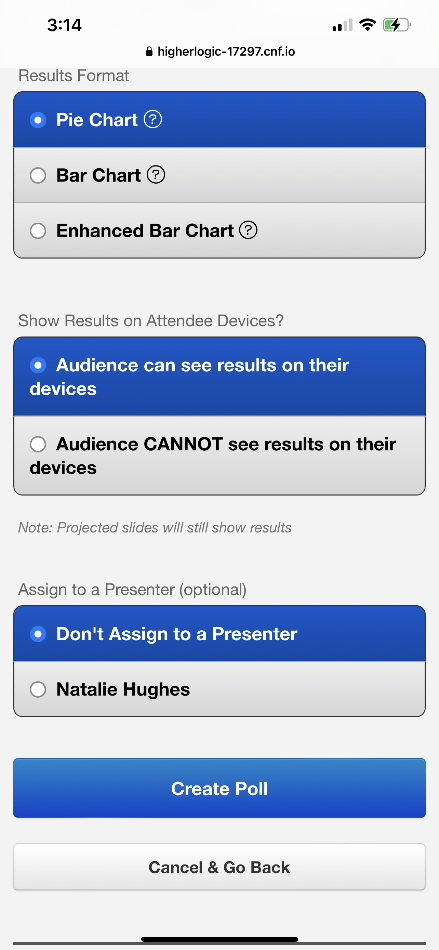 3:14
higherlogic-17297.cnf.io
Results Format
Pie Chart ?
Bar Chart ?
Enhanced Bar Chart ?
Show Results on Attendee Devices?
Audience can see results on their
devices
Audience CANNOT see results on their
devices
Note: Projected slides will still show results
Assign to a Presenter (optional)
Don't Assign to a Presenter
Natalie Hughes
Create Poll
Cancel & Go Back